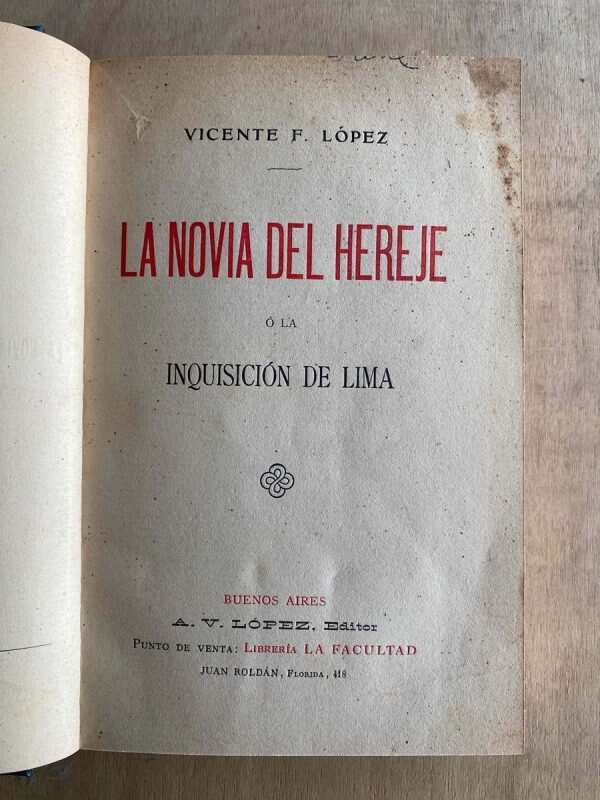 VICENTE F. LÓPEZ
LA NOVIA DEL HEREJE
Ó LA
INQUISICIÓN DE LIMA
BUENOS AIRES
A. V. LÓPEZ, Editor
PUNTO DE VENTA: LIBRERÍA LA FACULTAD
JUAN ROLDÁN, FLORIDA, 418